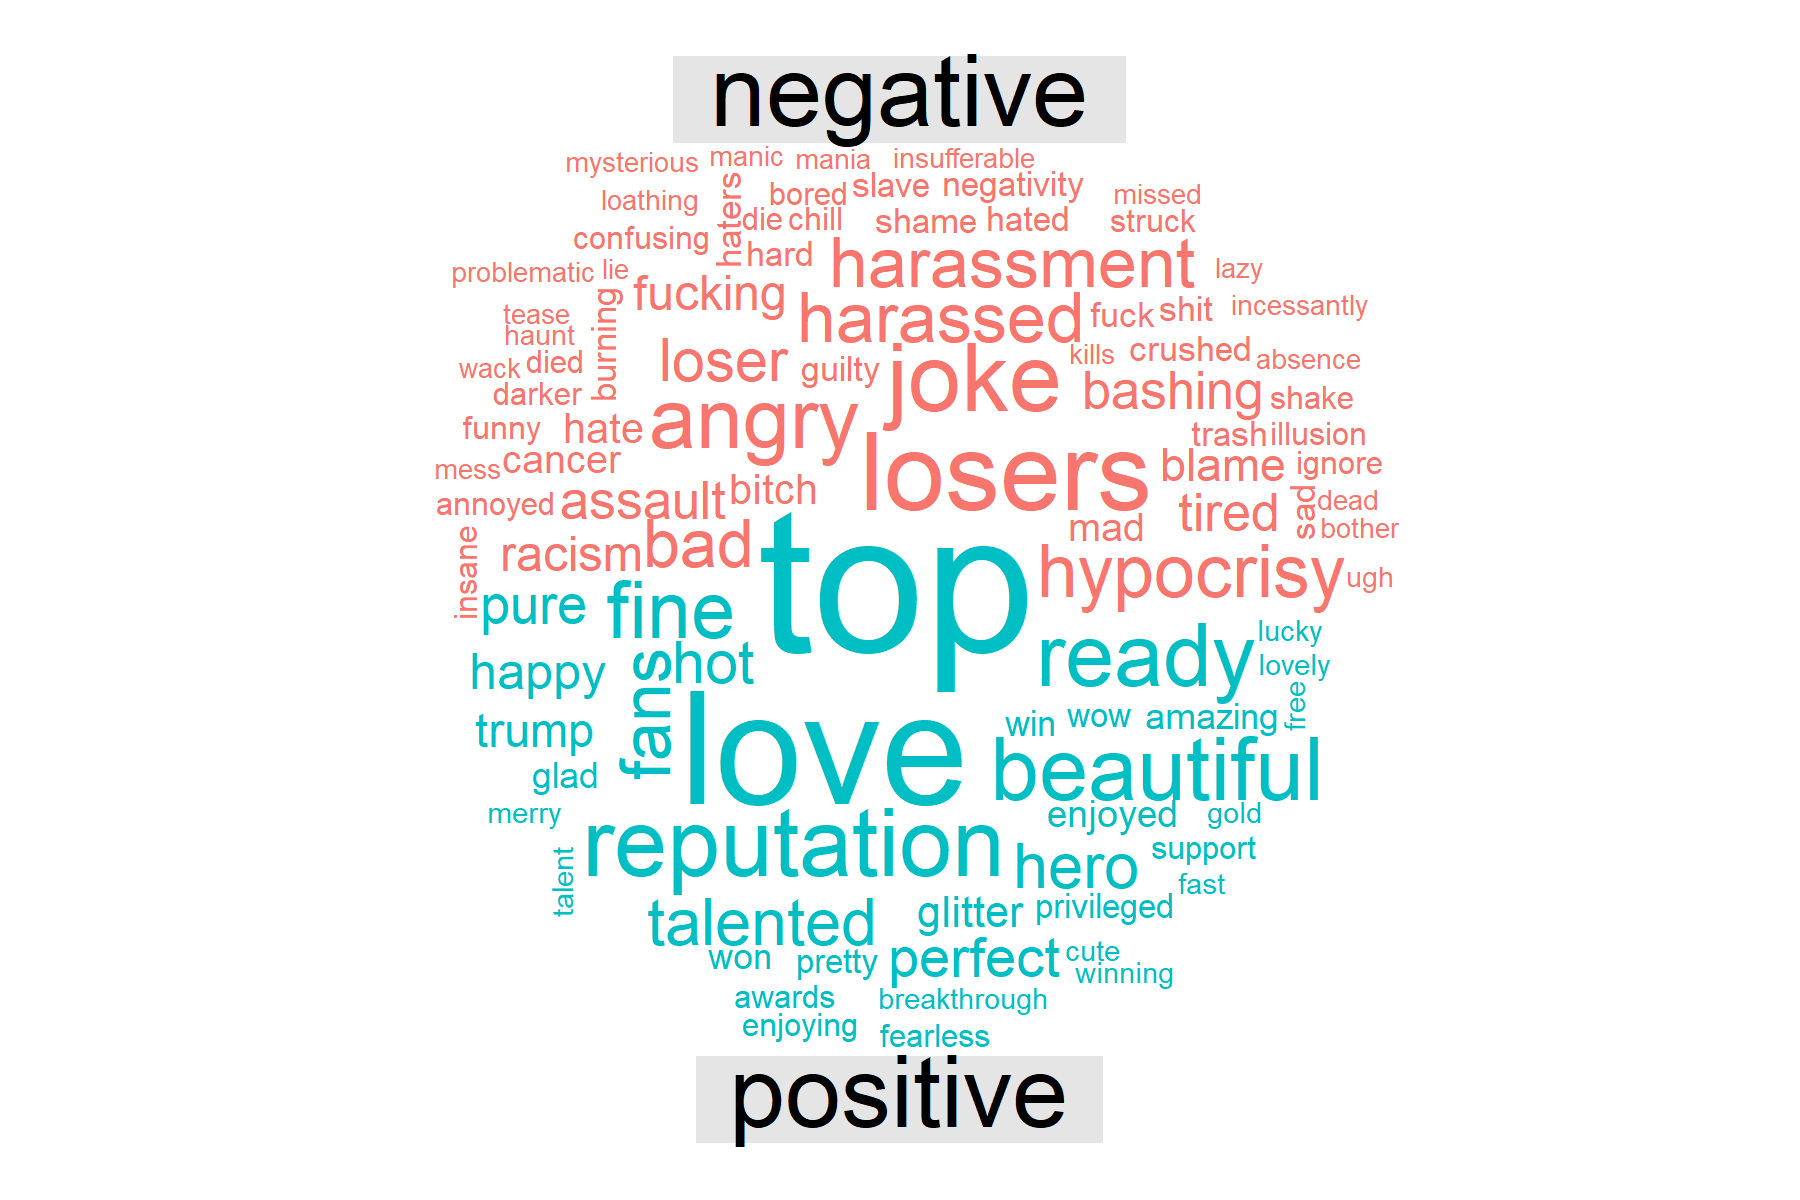 negative
mysterious manic mania insufferable
loathing haters bored slave negativity missed
die chill shame hated struck
confusing hard harassment lazy
problematic lie fucking harassed fuck shit incessantly
tease burning
haunt
wack died loser guilty joke kills crushed absence
darker angry bashing shake
funny hate trash illusion
mess cancer losers blame ignore
annoyed assault bitch tired sad dead
insane racism bad mad bother
top hypocrisy ugh
pure fine
happy fans hot ready lucky
lovely
trump love win wow amazing free
glad beautiful
merry enjoyed gold
talent reputation hero support
fast
talented glitter privileged
won pretty perfect cute
winning
awards breakthrough
enjoying fearless
positive